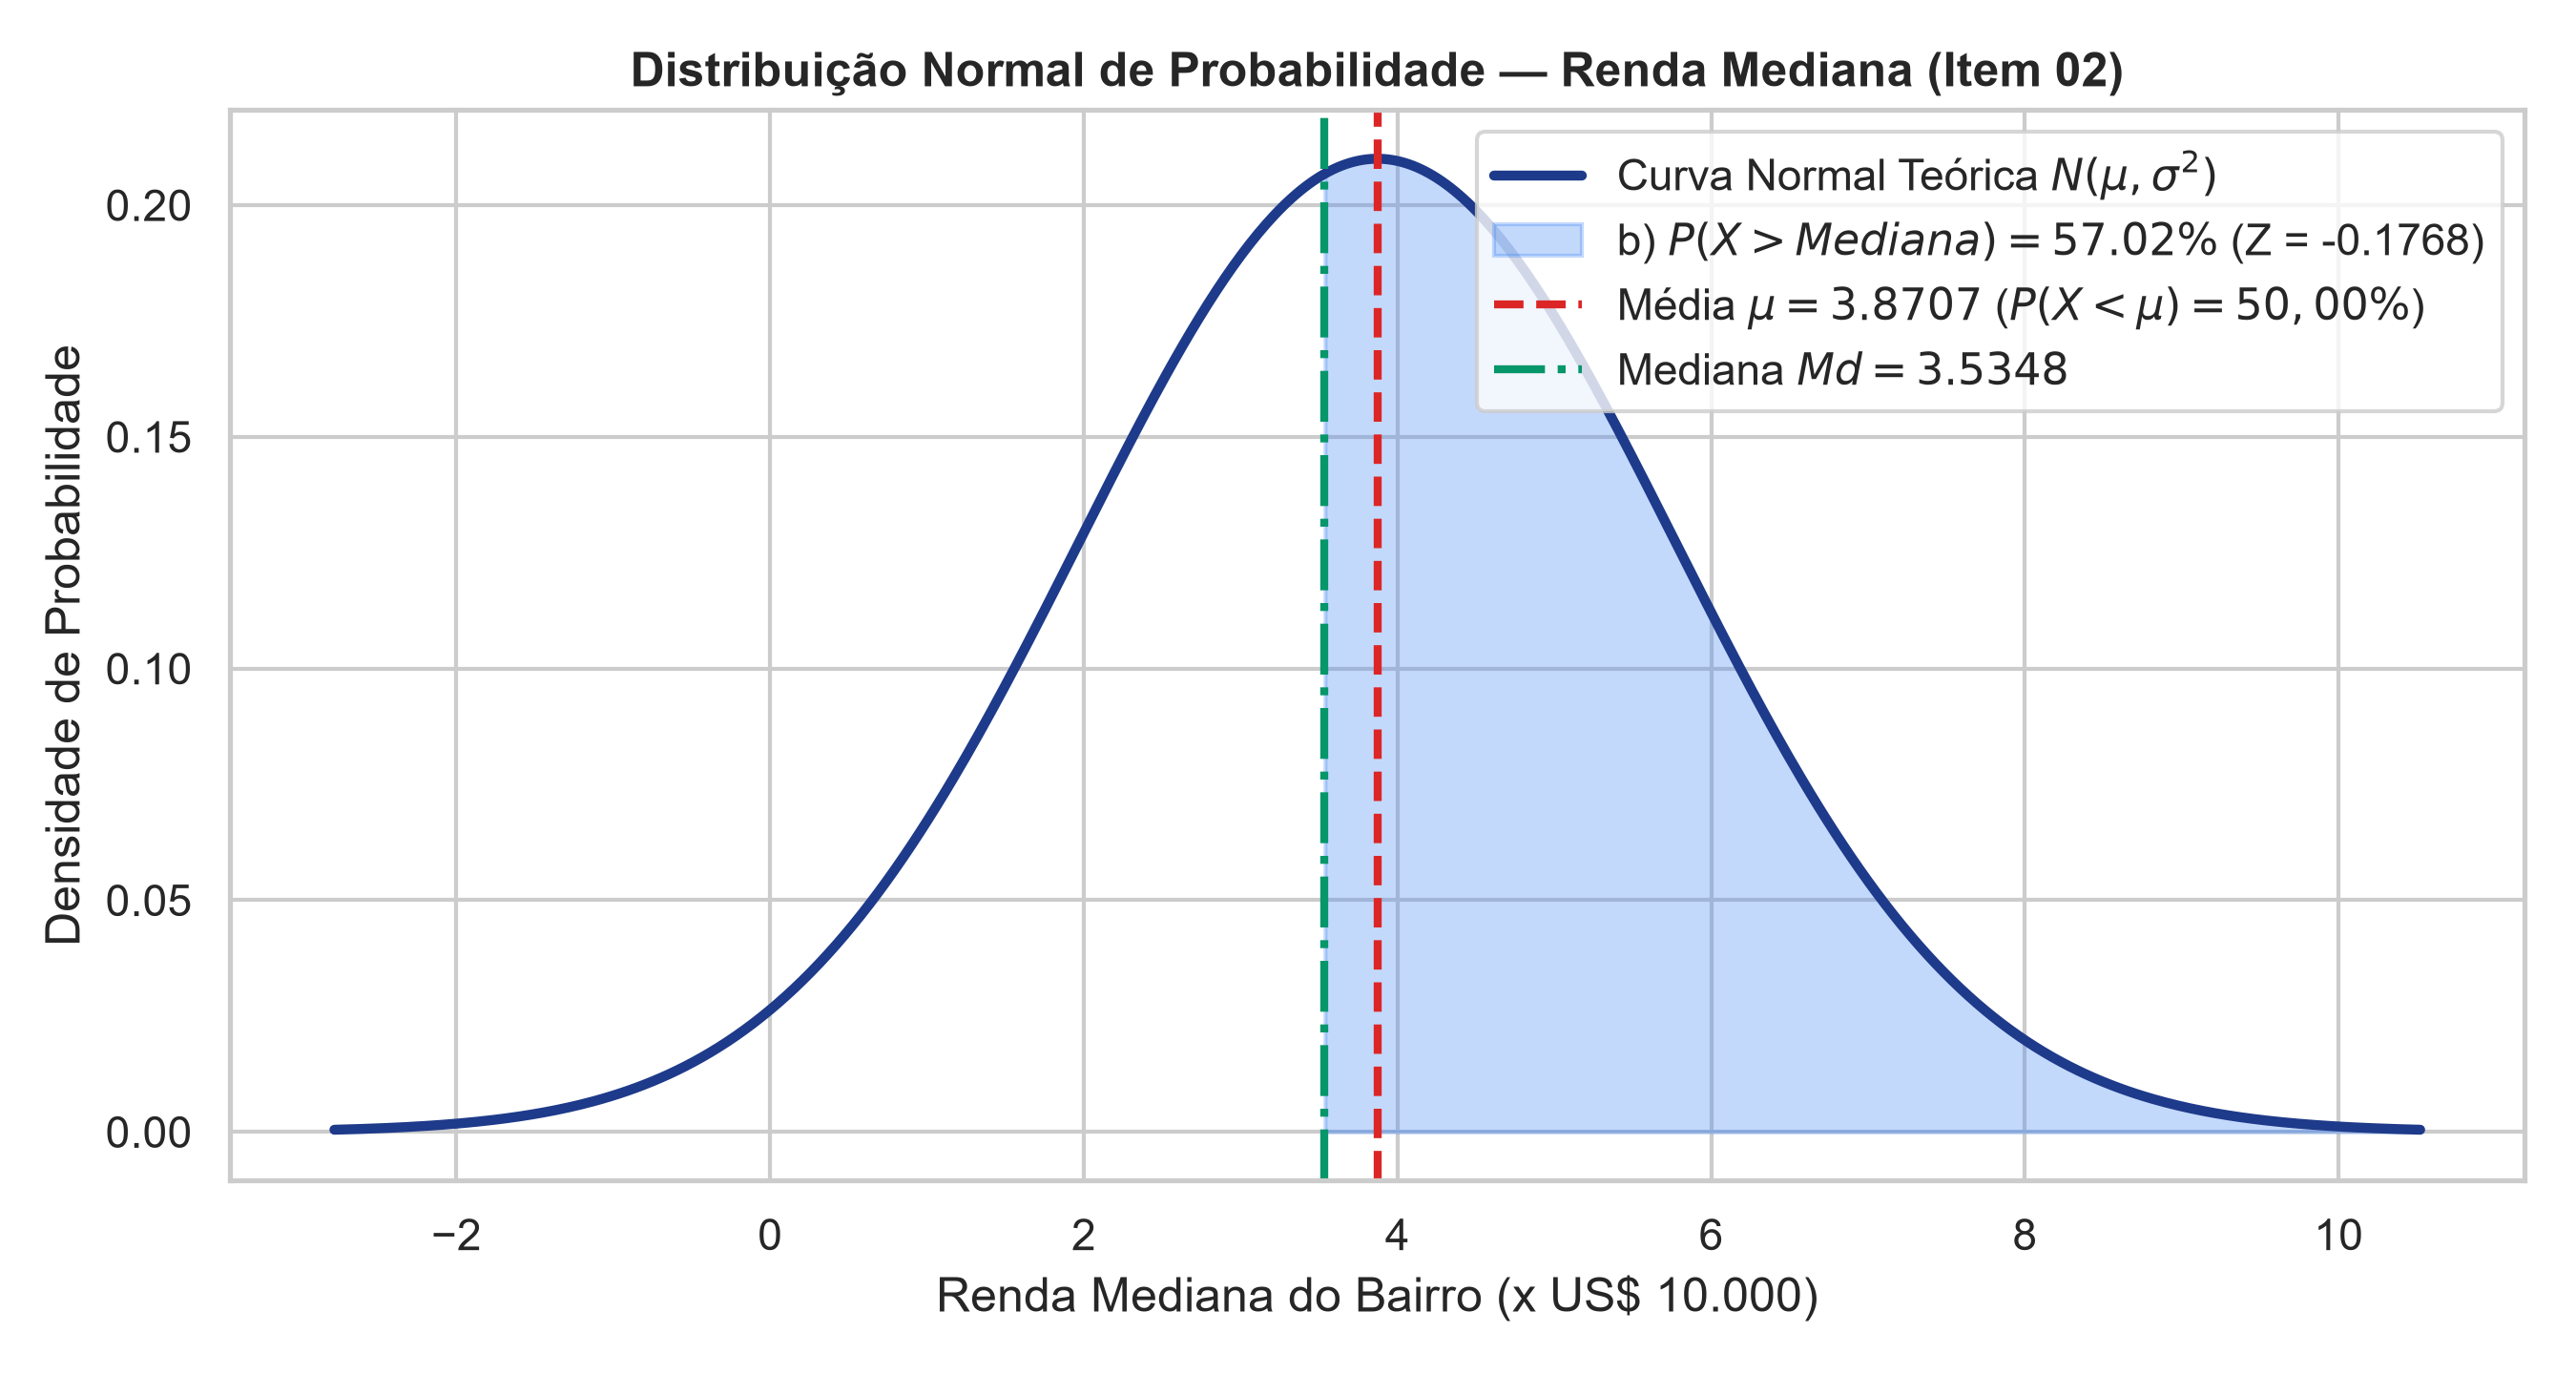 Distribuição Normal de Probabilidade — Renda Mediana (Item 02)
Curva Normal Teórica N(μ, σ²)
b) P(X > Mediana) = 57.02% (Z = -0.1768)
Média μ = 3.8707 (P(X < μ) = 50, 00%)
Mediana Md = 3.5348
Densidade de Probabilidade
0.20
0.15
0.10
0.05
0.00
−2 0 2 4 6 8 10
Renda Mediana do Bairro (x US$ 10.000)